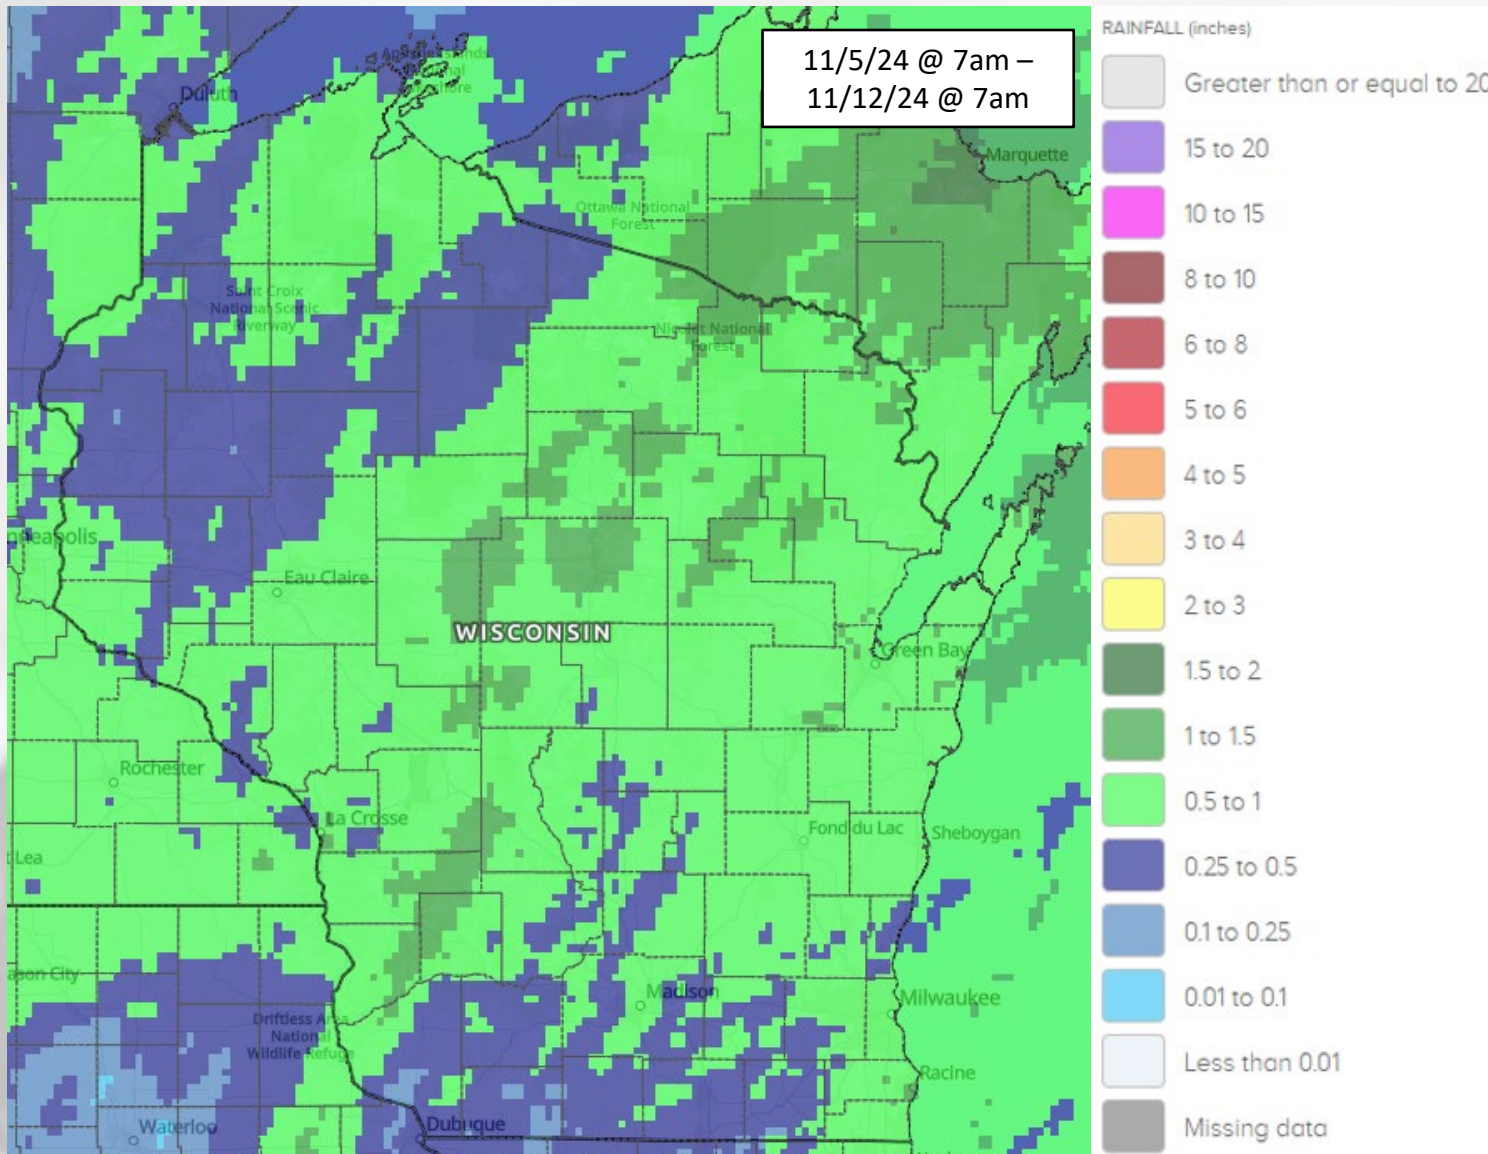 11/5/24 @ 7am –
11/12/24 @ 7am
RAINFALL (inches)
Greater than or equal to 20
15 to 20
10 to 15
8 to 10
6 to 8
5 to 6
4 to 5
3 to 4
2 to 3
1.5 to 2
1 to 1.5
0.5 to 1
0.25 to 0.5
0.1 to 0.25
0.01 to 0.1
Less than 0.01
Missing data
Duluth
Marquette
Ottawa National
Forest
Saint Croix
National Scenic
Riverway
Nicolet National
Forest
neapolis
Eau Claire
WISCONSIN
Green Bay
Rochester
La Crosse
Fond du Lac
Sheboygan
t Lea
ason City
Madison
Milwaukee
Driftless Area
National
Wildlife Refuge
Racine
Waterloo
Dubuque